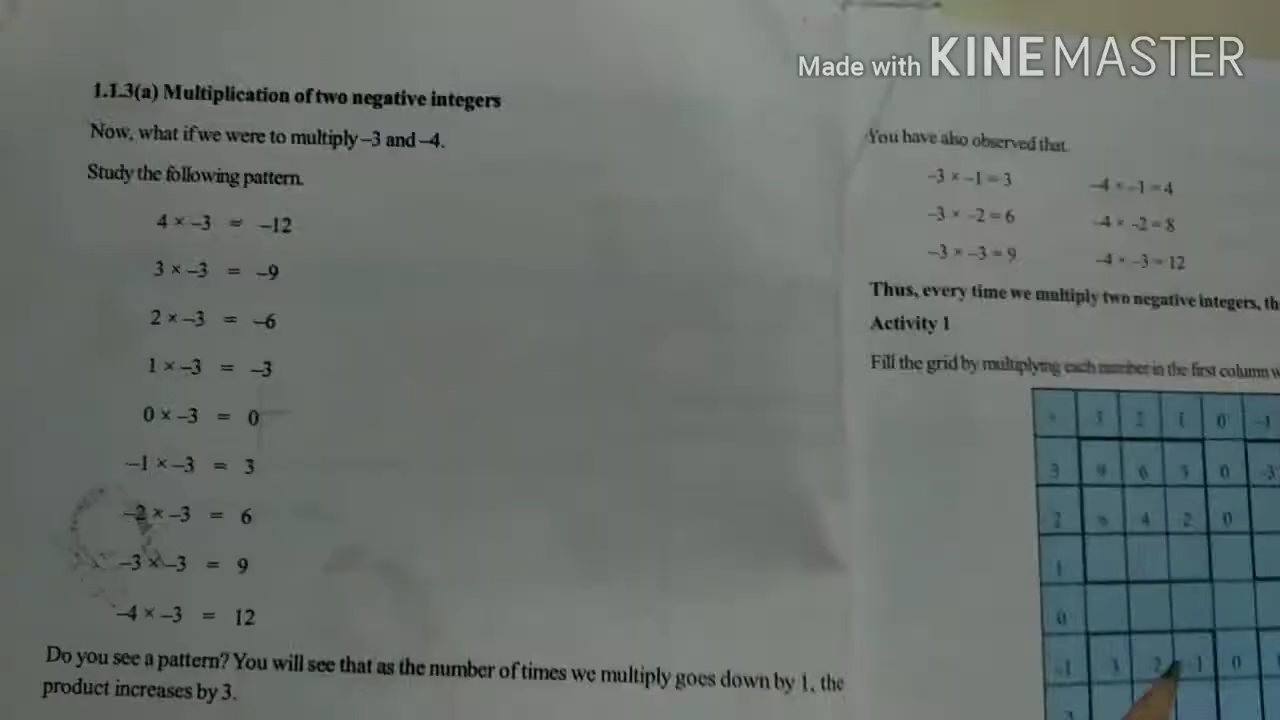 Made with KINEMASTER
1.1.3(a) Multiplication of two negative integers
Now, what if we were to multiply –3 and –4.
Study the following pattern.
4 × –3 = –12
3 × –3 = –9
2 × –3 = –6
1 × –3 = –3
0 × –3 = 0
–1 × –3 = 3
–2 × –3 = 6
–3 × –3 = 9
–4 × –3 = 12
Do you see a pattern? You will see that as the number of times we multiply goes down by 1, the
product increases by 3.
You have also observed that
–3 × –1 = 3 –4 × –1 = 4
–3 × –2 = 6 –4 × –2 = 8
–3 × –3 = 9 –4 × –3 = 12
Thus, every time we multiply two negative integers,
Activity 1
Fill the grid by multiplying each number in the first column
× 3 2 1 0 –1
3 9 6 3 0 –3
2 6 4 2 0
1
0
–1 3 2 1 0